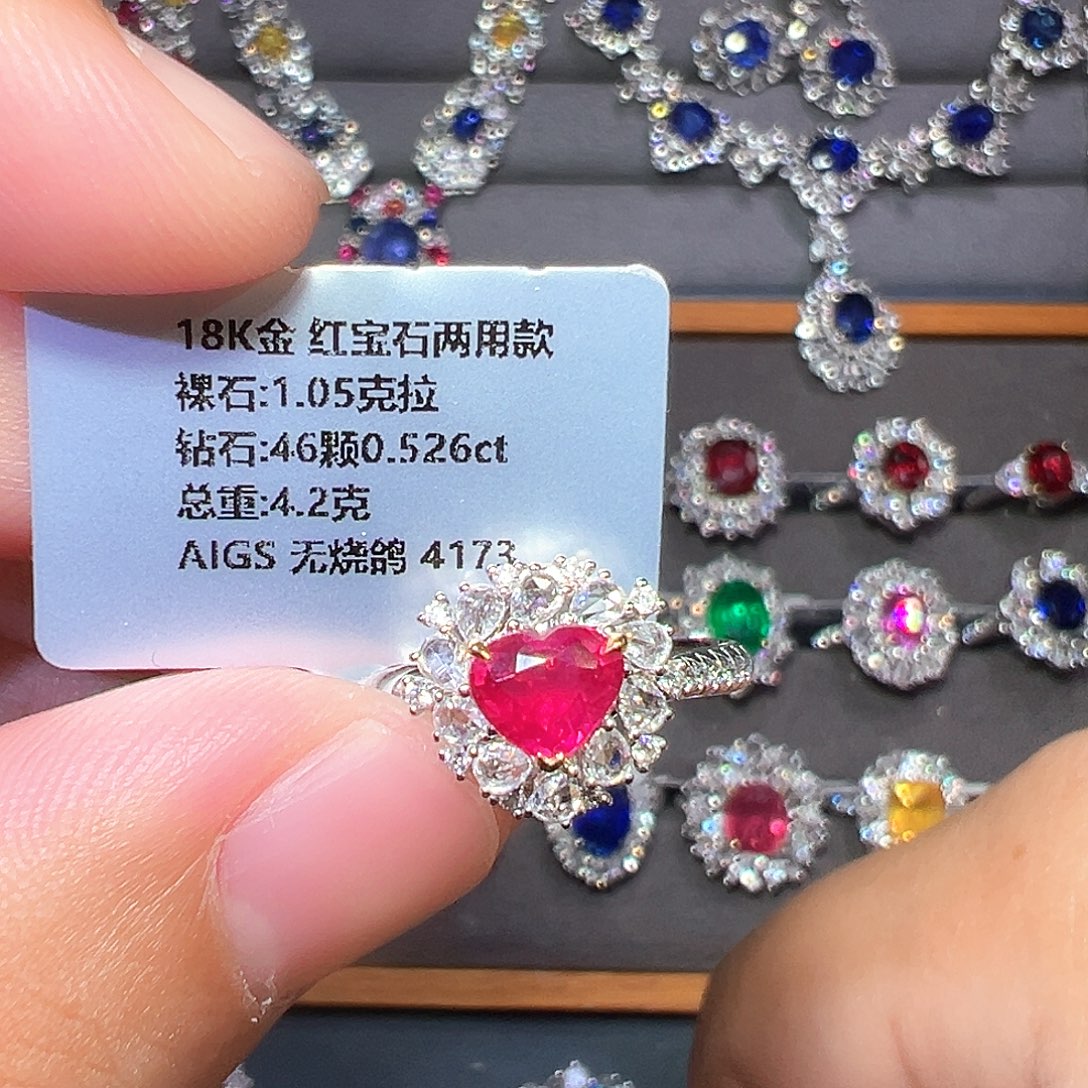 18K金 红宝石两用款
裸石:1.05克拉
钻石:46颗0.526ct
总重:4.2克
AIGS 无烧鸽 4173